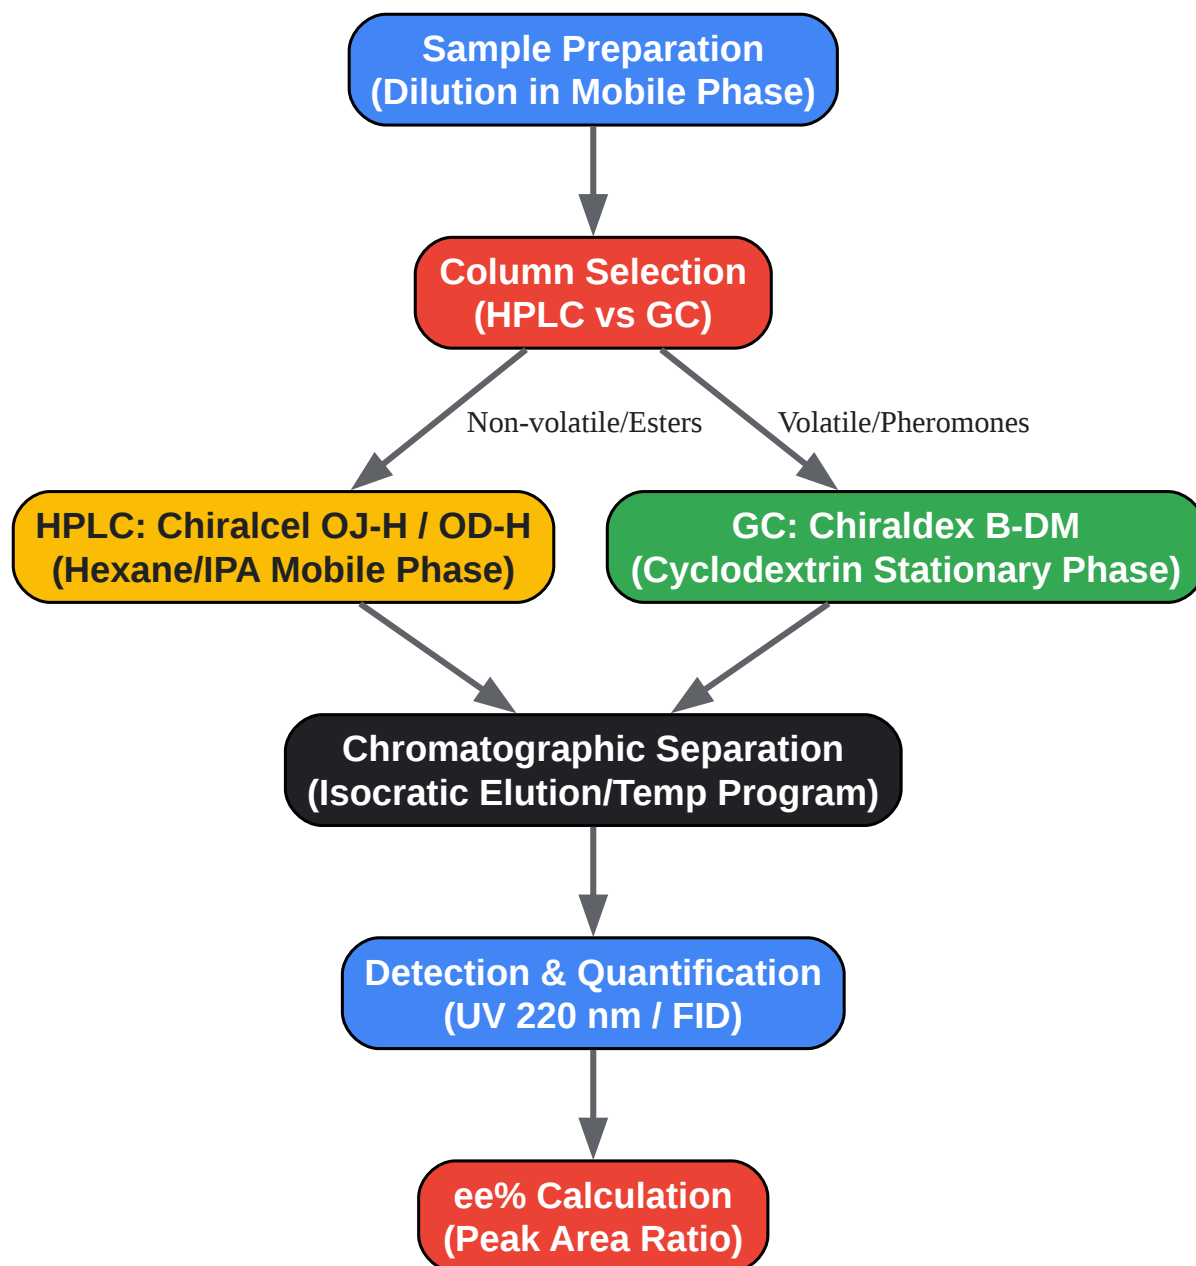 Sample Preparation
(Dilution in Mobile Phase)
Column Selection
(HPLC vs GC)
Non-volatile/Esters
Volatile/Pheromones
HPLC: Chiralcel OJ-H / OD-H
(Hexane/IPA Mobile Phase)
GC: Chiraldex B-DM
(Cyclodextrin Stationary Phase)
Chromatographic Separation
(Isocratic Elution/Temp Program)
Detection & Quantification
(UV 220 nm / FID)
ee% Calculation
(Peak Area Ratio)